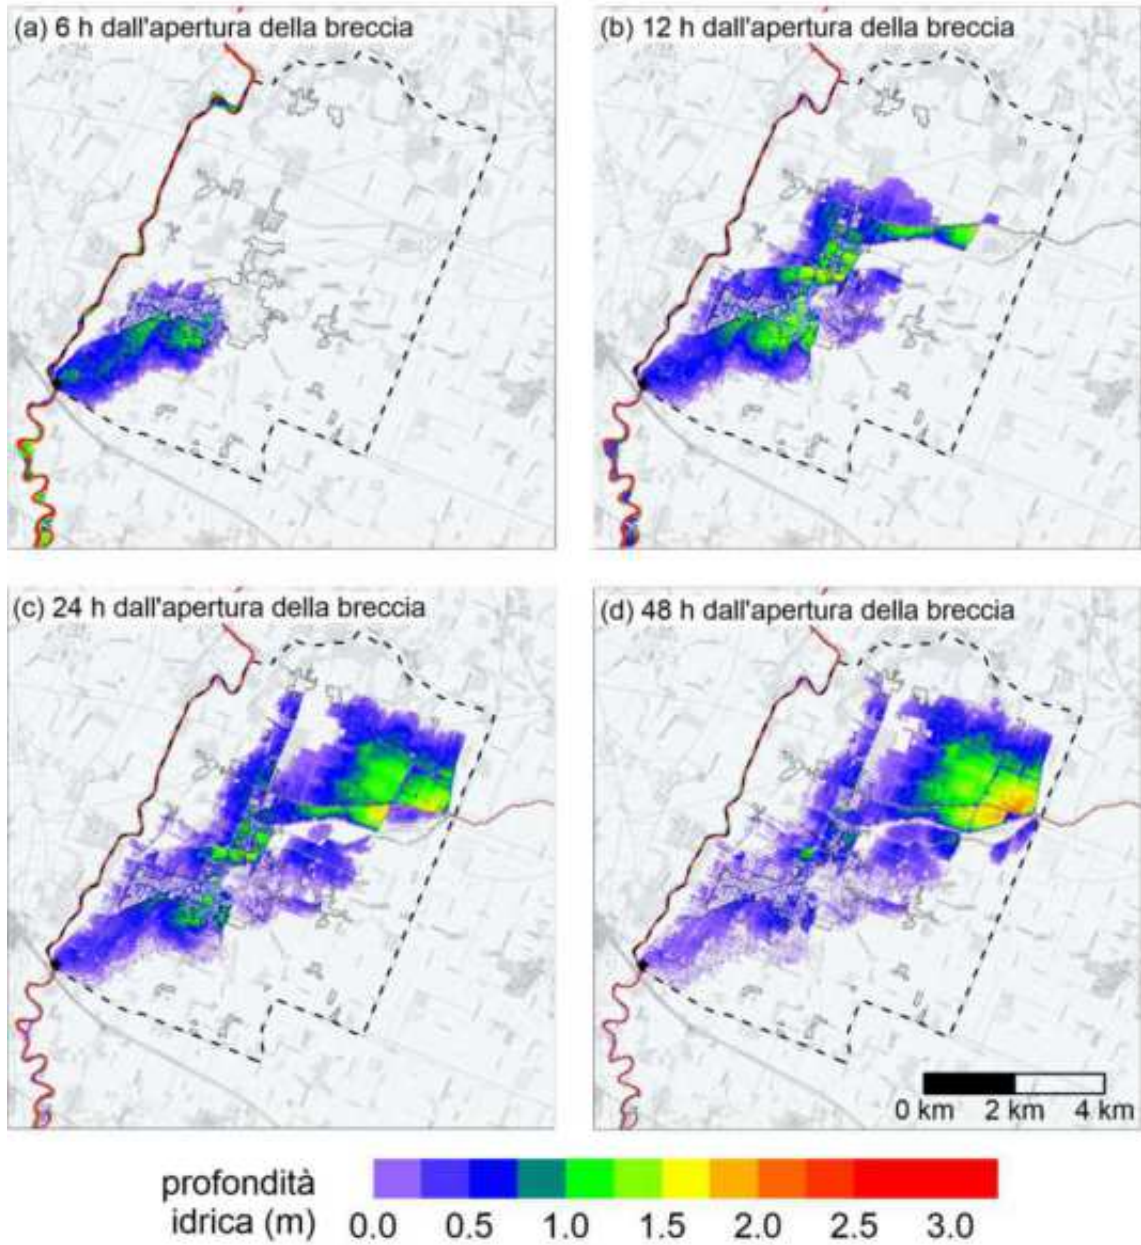 (a) 6 h dall'apertura della breccia
(b) 12 h dall'apertura della breccia
(c) 24 h dall'apertura della breccia
(d) 48 h dall'apertura della breccia
0 km 2 km 4 km
profondità
idrica (m) 0.0 0.5 1.0 1.5 2.0 2.5 3.0